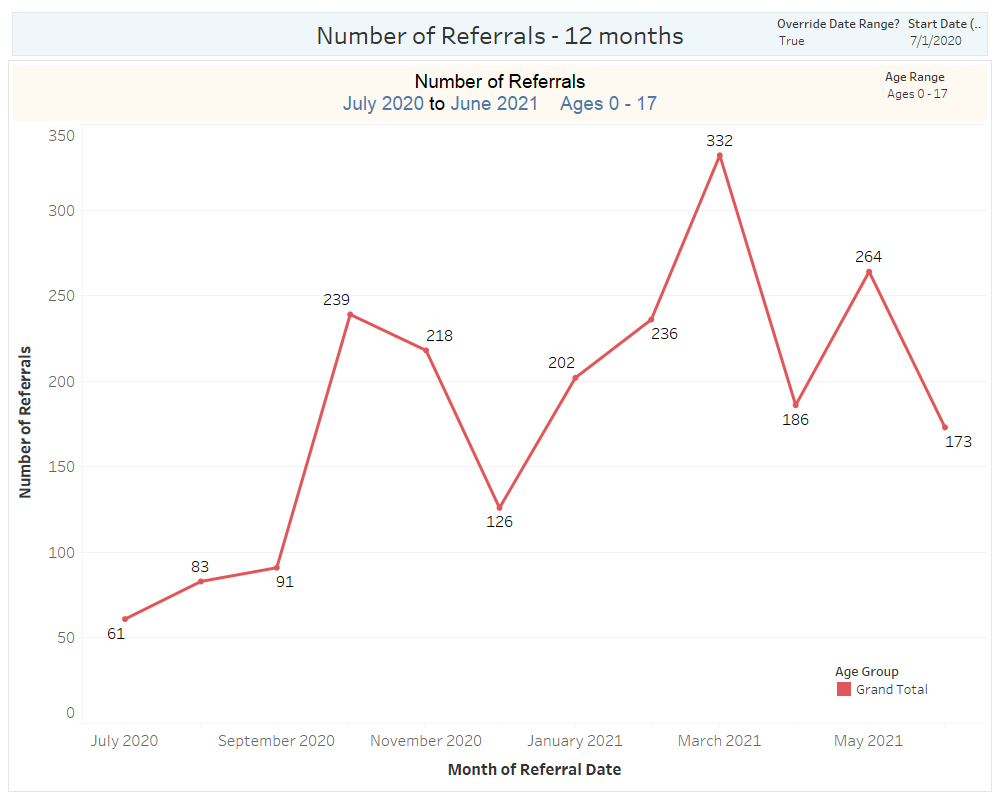 Number of Referrals - 12 months
Override Date Range? Start Date (..
True 7/1/2020
Number of Referrals
July 2020 to June 2021 Ages 0 - 17
Age Range
Ages 0 - 17
350
300
250
200
150
100
50
0
Number of Referrals
61
83
91
239
218
126
202
236
332
186
264
173
Age Group
Grand Total
July 2020 September 2020 November 2020 January 2021 March 2021 May 2021
Month of Referral Date